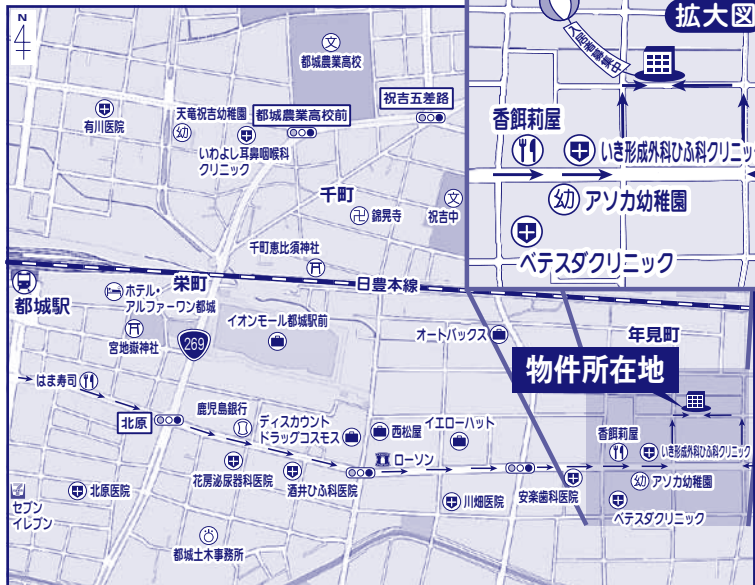 N
文
都城農業高校
有川医院
天竜祝吉幼稚園
幼
いわよし耳鼻咽喉科
クリニック
都城農業高校前
祝吉五差路
千町
錦晃寺
文
祝吉中
千町恵比須神社
拡大図
入居者募集中
香餌莉屋
いき形成外科ひふ科クリニック
幼
アソカ幼稚園
ベテスダクリニック
都城駅
栄町
日豊本線
ホテル・
アルファーワン都城
宮地嶽神社
269
イオンモール都城駅前
オートバックス
年見町
物件所在地
はま寿司
北原
鹿児島銀行
ディスカウント
ドラッグコスモス
西松屋
イエローハット
ローソン
香餌莉屋
いき形成外科ひふ科クリニック
幼
アソカ幼稚園
ベテスダクリニック
セブン
イレブン
北原医院
花房泌尿器科医院
酒井ひふ科医院
川畑医院
安楽歯科医院
都城土木事務所